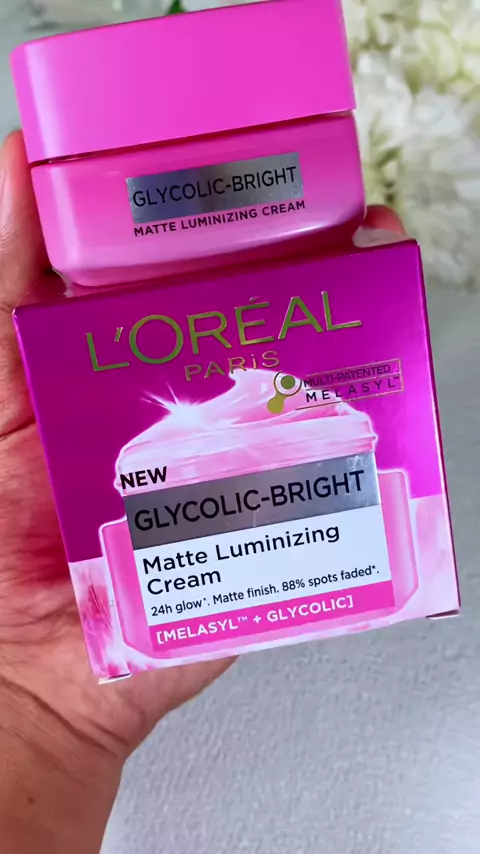 GLYCOLIC-BRIGHT
MATTE LUMINIZING CREAM
L'ORÉAL
PARIS
MULTI-PATENTED
MELASYL™
NEW
GLYCOLIC-BRIGHT
Matte Luminizing
Cream
24h glow*. Matte finish. 88% spots faded*.
[MELASYL™ + GLYCOLIC]